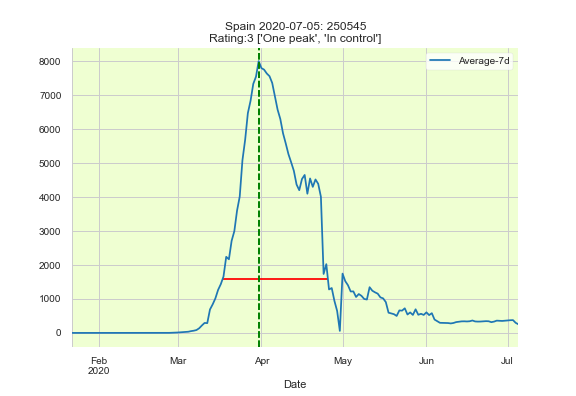 Spain 2020-07-05: 250545
Rating:3 ['One peak', 'In control']
Average-7d
8000
7000
6000
5000
4000
3000
2000
1000
0
Feb Mar Apr May Jun Jul
2020
Date